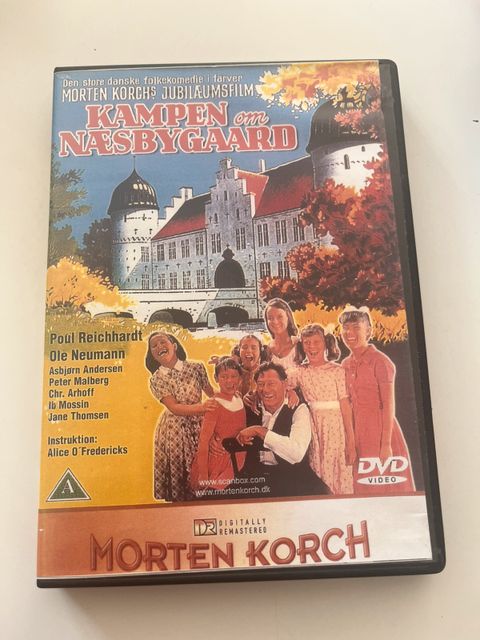 Den store danske folkekomedie i farver
MORTEN KORCHS JUBILÆUMSFILM
KAMPEN om
NÆSBYGAARD
Poul Reichhardt
Ole Neumann
Asbjørn Andersen
Peter Malberg
Chr. Arhoff
Ib Mossin
Jane Thomsen
Instruktion:
Alice O´Fredericks
A
www.scanbox.com
www.mortenkorch.dk
DVD
VIDEO
DR DIGITALLY
REMASTERED
MORTEN KORCH